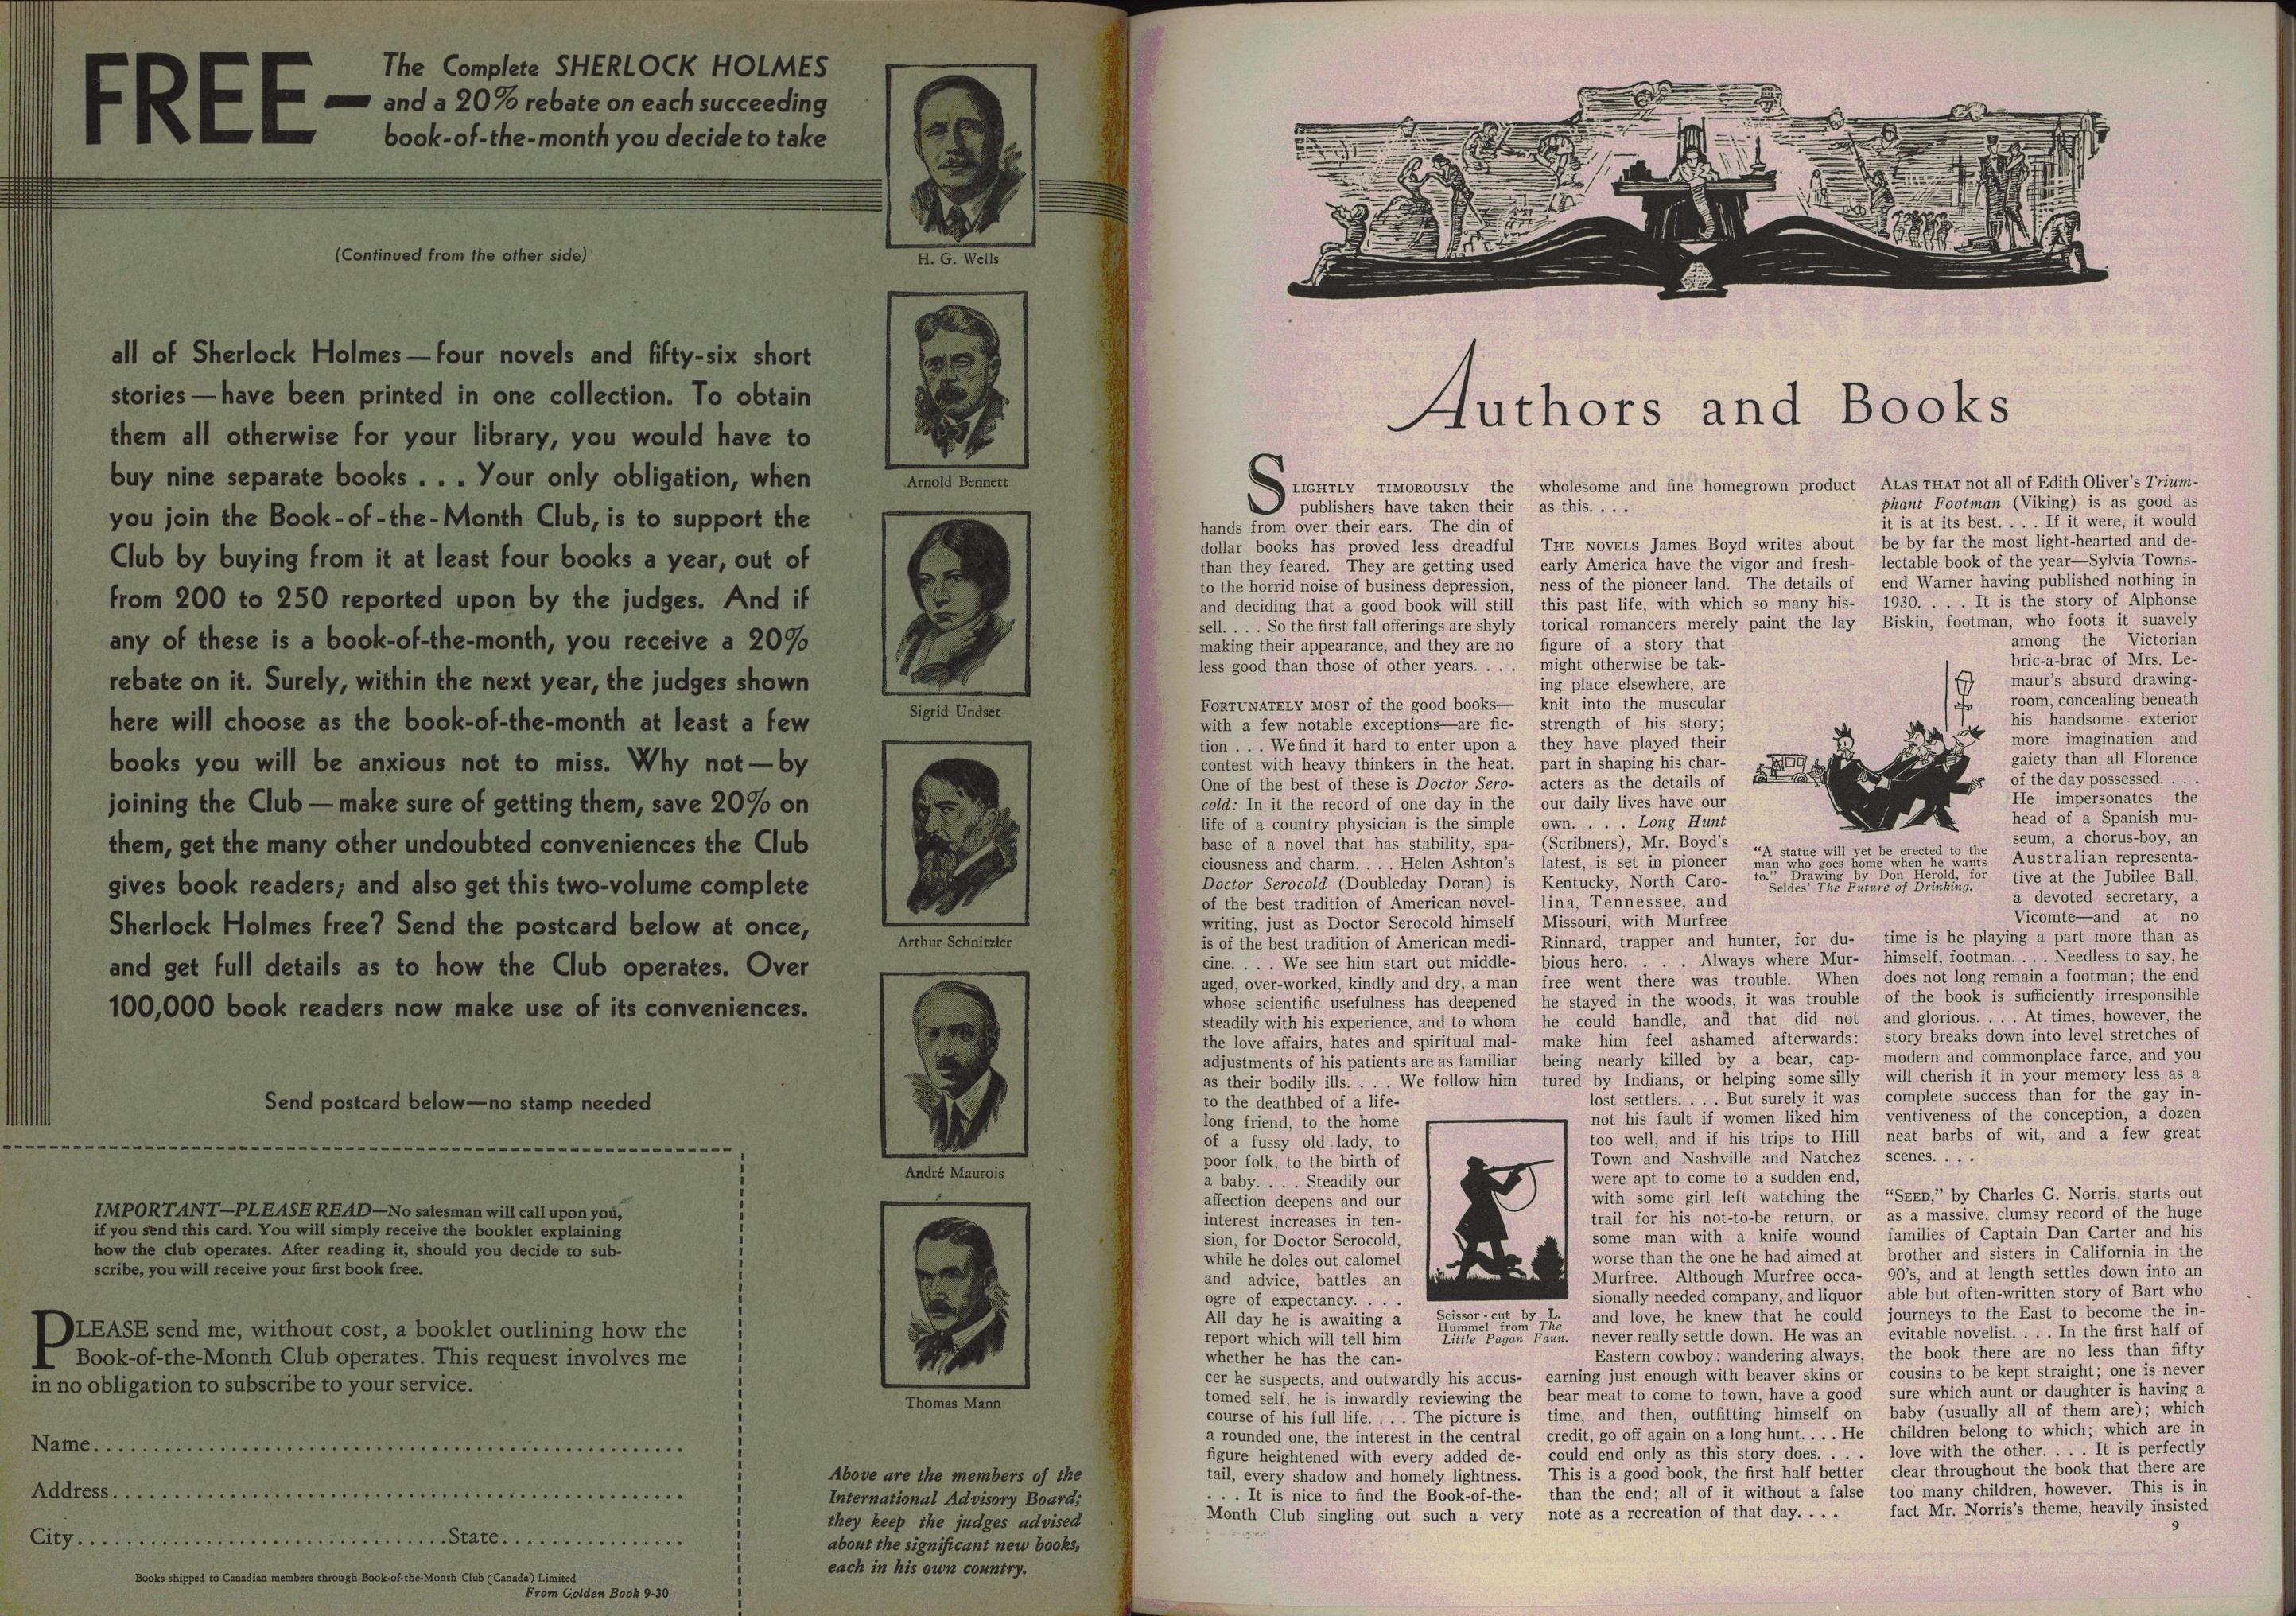 FREE—
The Complete SHERLOCK HOLMES
and a 20% rebate on each succeeding
book-of-the-month you decide to take
(Continued from the other side)
all of Sherlock Holmes—four novels and fifty-six short
stories—have been printed in one collection. To obtain
them all otherwise for your library, you would have to
buy nine separate books . . . Your only obligation, when
you join the Book-of-the-Month Club, is to support the
Club by buying from it at least four books a year, out of
from 200 to 250 reported upon by the judges. And if
any of these is a book-of-the-month, you receive a 20%
rebate on it. Surely, within the next year, the judges shown
here will choose as the book-of-the-month at least a few
books you will be anxious not to miss. Why not—by
joining the Club—make sure of getting them, save 20% on
them, get the many other undoubted conveniences the Club
gives book readers; and also get this two-volume complete
Sherlock Holmes free? Send the postcard below at once,
and get full details as to how the Club operates. Over
100,000 book readers now make use of its conveniences.
Send postcard below—no stamp needed
IMPORTANT—PLEASE READ—No salesman will call upon you,
if you send this card. You will simply receive the booklet explaining
how the club operates. After reading it, should you decide to sub-
scribe, you will receive your first book free.
PLEASE send me, without cost, a booklet outlining how the
Book-of-the-Month Club operates. This request involves me
in no obligation to subscribe to your service.
Name
Address
City State
Books shipped to Canadian members through Book-of-the-Month Club (Canada) Limited
From Golden Book 9-30
H. G. Wells
Arnold Bennett
Sigrid Undset
Arthur Schnitzler
André Maurois
Thomas Mann
Above are the members of the
International Advisory Board;
they keep the judges advised
about the significant new books,
each in his own country.
Authors and Books
SLIGHTLY TIMOROUSLY the
publishers have taken their
hands from over their ears. The din of
dollar books has proved less dreadful
than they feared. They are getting used
to the horrid noise of business depression,
and deciding that a good book will still
sell. . . . So the first fall offerings are shyly
making their appearance, and they are no
less good than those of other years. . . .
FORTUNATELY MOST of the good books—
with a few notable exceptions—are fic-
tion . . . We find it hard to enter upon a
contest with heavy thinkers in the heat.
One of the best of these is Doctor Sero-
cold: In it the record of one day in the
life of a country physician is the simple
base of a novel that has stability, spa-
ciousness and charm. . . . Helen Ashton's
Doctor Serocold (Doubleday Doran) is
of the best tradition of American novel-
writing, just as Doctor Serocold himself
is of the best tradition of American medi-
cine. . . . We see him start out middle-
aged, over-worked, kindly and dry, a man
whose scientific usefulness has deepened
steadily with his experience, and to whom
the love affairs, hates and spiritual mal-
adjustments of his patients are as familiar
as their bodily ills. . . . We follow him
to the deathbed of a life-
long friend, to the home
of a fussy old lady, to
poor folk, to the birth of
a baby. . . . Steadily our
affection deepens and our
interest increases in ten-
sion, for Doctor Serocold,
while he doles out calomel
and advice, battles an
ogre of expectancy. . . .
All day he is awaiting a
report which will tell him
whether he has the can-
cer he suspects, and outwardly his accus-
tomed self, he is inwardly reviewing the
course of his full life. . . . The picture is
a rounded one, the interest in the central
figure heightened with every added de-
tail, every shadow and homely lightness.
. . . It is nice to find the Book-of-the-
Month Club singling out such a very
Scissor-cut by L.
Hummel from The
Little Pagan Faun.
wholesome and fine homegrown product
as this. . . .
THE NOVELS James Boyd writes about
early America have the vigor and fresh-
ness of the pioneer land. The details of
this past life, with which so many his-
torical romancers merely paint the lay
figure of a story that
might otherwise be tak-
ing place elsewhere, are
knit into the muscular
strength of his story;
they have played their
part in shaping his char-
acters as the details of
our daily lives have our
own. . . . Long Hunt
(Scribners), Mr. Boyd's
latest, is set in pioneer
Kentucky, North Caro-
lina, Tennessee, and
Missouri, with Murfree
Rinnard, trapper and hunter, for du-
bious hero. . . . Always where Mur-
free went there was trouble. When
he stayed in the woods, it was trouble
he could handle, and that did not
make him feel ashamed afterwards:
being nearly killed by a bear, cap-
tured by Indians, or helping some silly
lost settlers. . . . But surely it was
not his fault if women liked him
too well, and if his trips to Hill
Town and Nashville and Natchez
were apt to come to a sudden end,
with some girl left watching the
trail for his not-to-be return, or
some man with a knife wound
worse than the one he had aimed at
Murfree. Although Murfree occa-
sionally needed company, and liquor
and love, he knew that he could
never really settle down. He was an
Eastern cowboy: wandering always,
earning just enough with beaver skins or
bear meat to come to town, have a good
time, and then, outfitting himself on
credit, go off again on a long hunt. . . . He
could end only as this story does. . . .
This is a good book, the first half better
than the end; all of it without a false
note as a recreation of that day. . . .
"A statue will yet be erected to the
man who goes home when he wants
to." Drawing by Don Herold, for
Seldes' The Future of Drinking.
ALAS THAT not all of Edith Oliver's Trium-
phant Footman (Viking) is as good as
it is at its best. . . . If it were, it would
be by far the most light-hearted and de-
lectable book of the year—Sylvia Towns-
end Warner having published nothing in
1930. . . . It is the story of Alphonse
Biskin, footman, who foots it suavely
among the Victorian
bric-a-brac of Mrs. Le-
maur's absurd drawing-
room, concealing beneath
his handsome exterior
more imagination and
gaiety than all Florence
of the day possessed. . . .
He impersonates the
head of a Spanish mu-
seum, a chorus-boy, an
Australian representa-
tive at the Jubilee Ball,
a devoted secretary, a
Vicomte—and at no
time is he playing a part more than as
himself, footman. . . . Needless to say, he
does not long remain a footman; the end
of the book is sufficiently irresponsible
and glorious. . . . At times, however, the
story breaks down into level stretches of
modern and commonplace farce, and you
will cherish it in your memory less as a
complete success than for the gay in-
ventiveness of the conception, a dozen
neat barbs of wit, and a few great
scenes. . . .
"SEED," by Charles G. Norris, starts out
as a massive, clumsy record of the huge
families of Captain Dan Carter and his
brother and sisters in California in the
90's, and at length settles down into an
able but often-written story of Bart who
journeys to the East to become the in-
evitable novelist. . . . In the first half of
the book there are no less than fifty
cousins to be kept straight; one is never
sure which aunt or daughter is having a
baby (usually all of them are); which
children belong to which; which are in
love with the other. . . . It is perfectly
clear throughout the book that there are
too many children, however. This is in
fact Mr. Norris's theme, heavily insisted
9